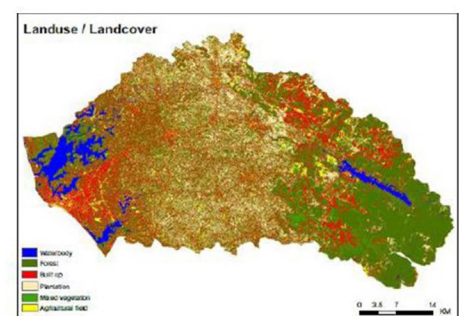 Landuse / Landcover
Waterbody
Forest
Built up
Plantation
Mixed vegetation
Agricultural field
0 3.5 7 14
KM